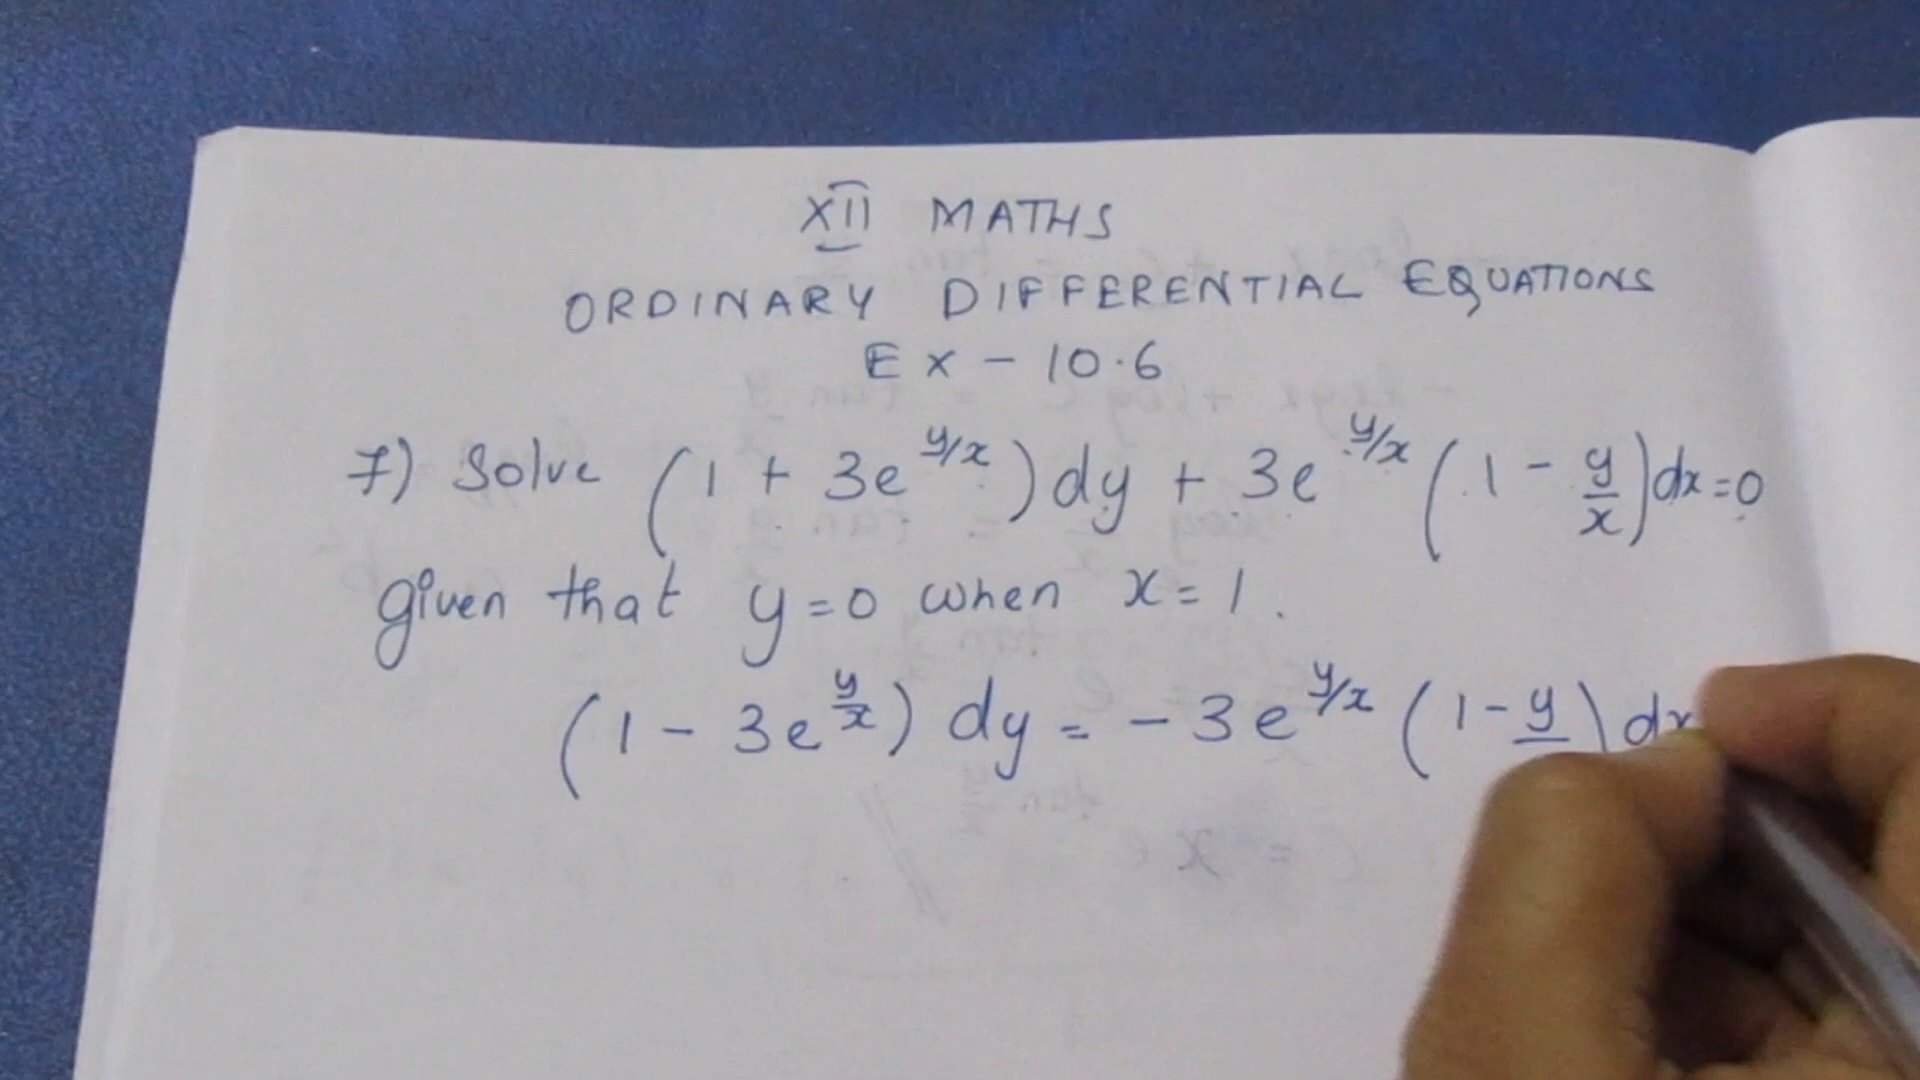 XII MATHS
ORDINARY DIFFERENTIAL EQUATIONS
EX - 10.6
7) Solve (1 + 3e^{y/x}) dy + 3e^{y/x} (1 - y/x) dx = 0
given that y = 0 when x = 1.
(1 - 3e^{y/x}) dy = - 3e^{y/x} (1 - y) dx